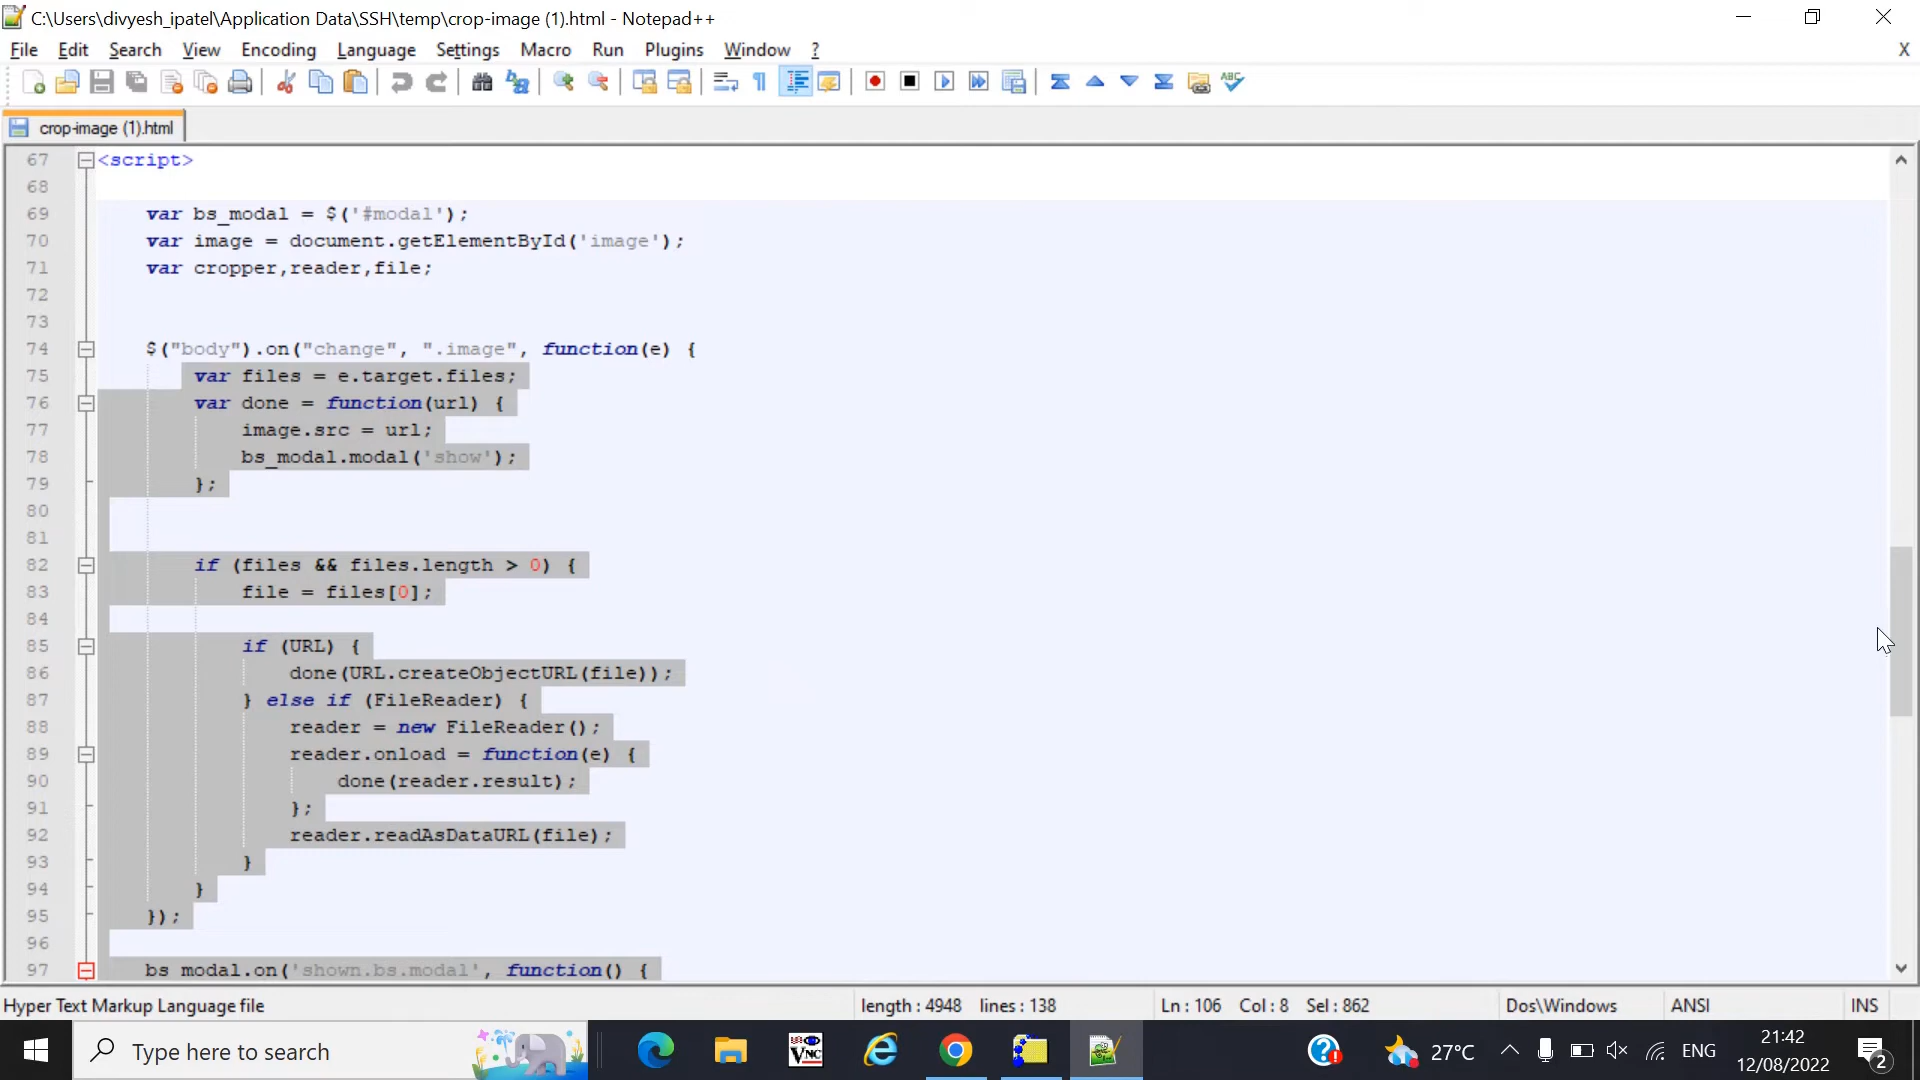 C:\Users\divyesh_ipatel\Application Data\SSH\temp\crop-image (1).html - Notepad++
File Edit Search View Encoding Language Settings Macro Run Plugins Window ? X
crop-image (1).html
67 <script>
68
69 var bs_modal = $('#modal');
70 var image = document.getElementById('image');
71 var cropper,reader,file;
72
73
74 $("body").on("change", ".image", function(e) {
75 var files = e.target.files;
76 var done = function(url) {
77 image.src = url;
78 bs_modal.modal('show');
79 };
80
81
82 if (files && files.length > 0) {
83 file = files[0];
84
85 if (URL) {
86 done(URL.createObjectURL(file));
87 } else if (FileReader) {
88 reader = new FileReader();
89 reader.onload = function(e) {
90 done(reader.result);
91 };
92 reader.readAsDataURL(file);
93 }
94 }
95 });
96
97 bs_modal.on('shown.bs.modal', function() {
Hyper Text Markup Language file length : 4948 lines : 138 Ln : 106 Col : 8 Sel : 862 Dos\Windows ANSI INS
Type here to search VNC 27°C ENG 21:42
12/08/2022 2